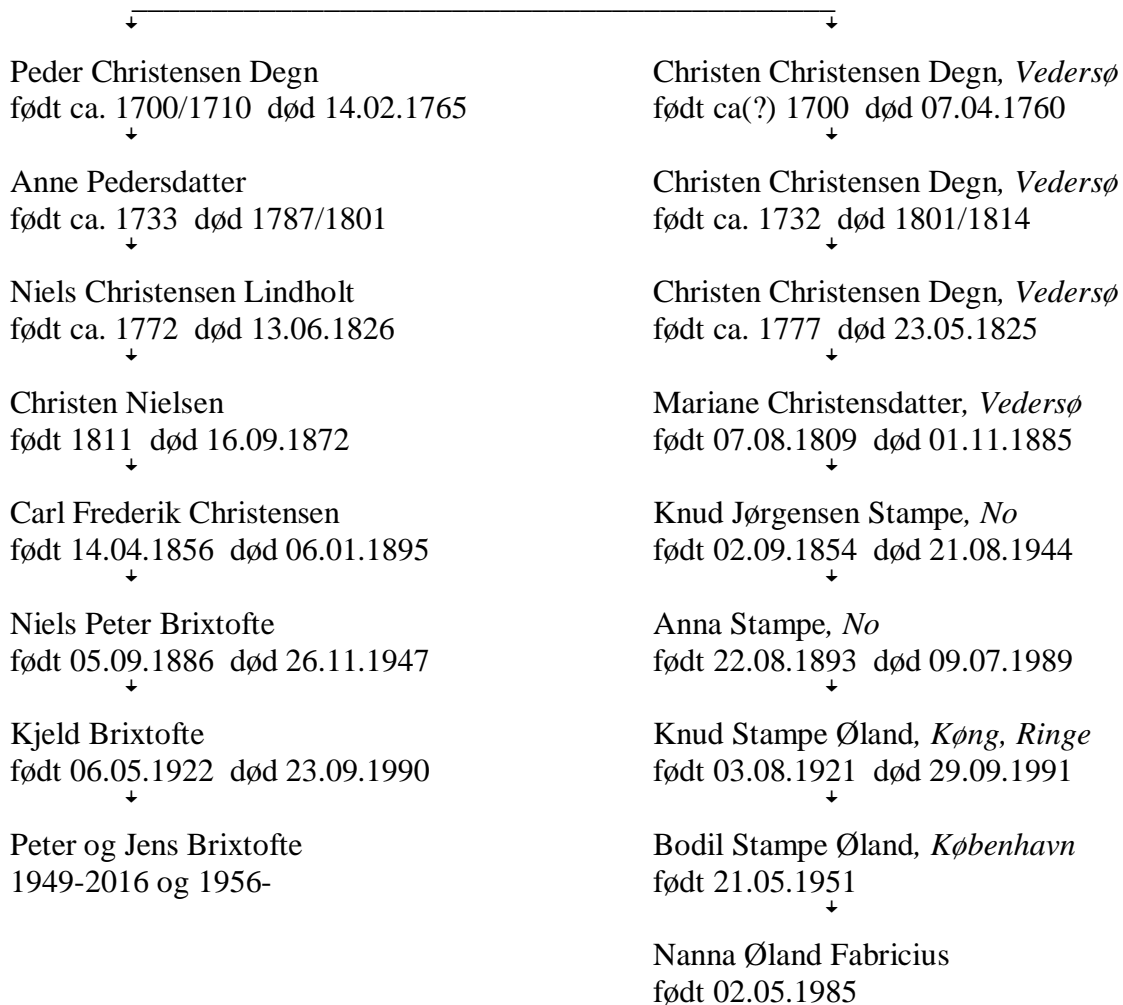 Peder Christensen Degn
født ca. 1700/1710 død 14.02.1765
Anne Pedersdatter
født ca. 1733 død 1787/1801
Niels Christensen Lindholt
født ca. 1772 død 13.06.1826
Christen Nielsen
født 1811 død 16.09.1872
Carl Frederik Christensen
født 14.04.1856 død 06.01.1895
Niels Peter Brixtofte
født 05.09.1886 død 26.11.1947
Kjeld Brixtofte
født 06.05.1922 død 23.09.1990
Peter og Jens Brixtofte
1949-2016 og 1956-
Christen Christensen Degn, Vedersø
født ca(?) 1700 død 07.04.1760
Christen Christensen Degn, Vedersø
født ca. 1732 død 1801/1814
Christen Christensen Degn, Vedersø
født ca. 1777 død 23.05.1825
Mariane Christensdatter, Vedersø
født 07.08.1809 død 01.11.1885
Knud Jørgensen Stampe, No
født 02.09.1854 død 21.08.1944
Anna Stampe, No
født 22.08.1893 død 09.07.1989
Knud Stampe Øland, Køng, Ringe
født 03.08.1921 død 29.09.1991
Bodil Stampe Øland, København
født 21.05.1951
Nanna Øland Fabricius
født 02.05.1985